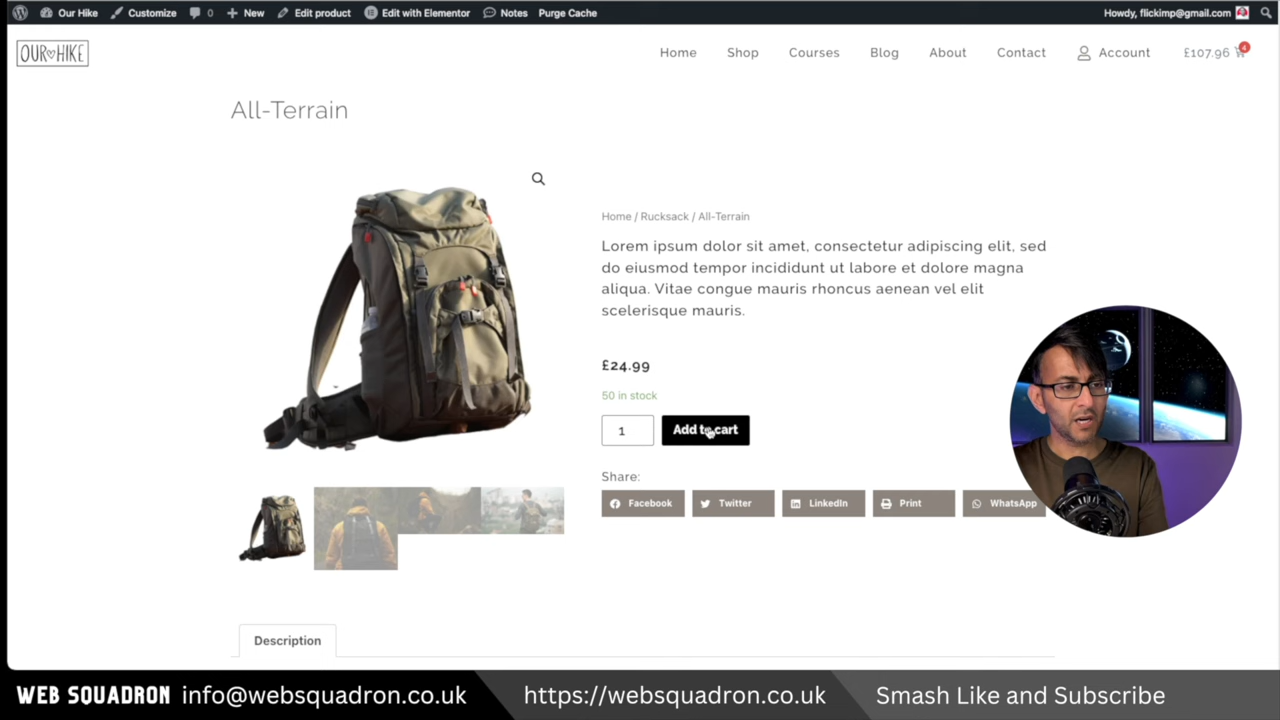 Our Hike Customize 0 New Edit product Edit with Elementor Notes Purge Cache Howdy, flickimp@gmail.com
OUR HIKE Home Shop Courses Blog About Contact Account £107.96 4
All-Terrain
Home / Rucksack / All-Terrain
Lorem ipsum dolor sit amet, consectetur adipiscing elit, sed
do eiusmod tempor incididunt ut labore et dolore magna
aliqua. Vitae congue mauris rhoncus aenean vel elit
scelerisque mauris.
£24.99
50 in stock
1 Add to cart
Share:
Facebook Twitter LinkedIn Print WhatsApp
Description
WEB SQUADRON info@websquadron.co.uk https://websquadron.co.uk Smash Like and Subscribe